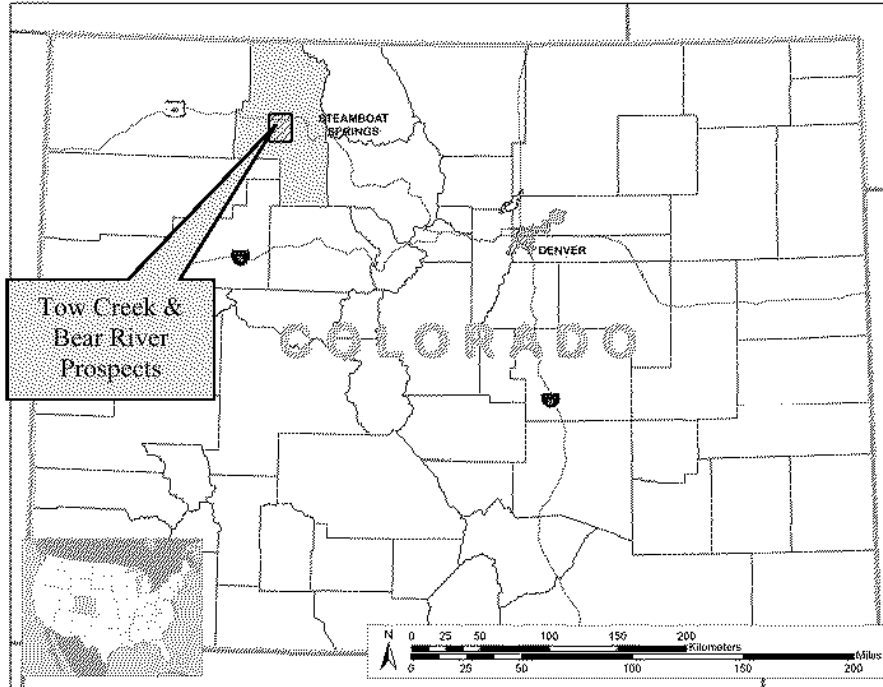 40
STEAMBOAT
SPRINGS
DENVER
Tow Creek &
Bear River
Prospects
COLORADO
N
0 25 50 100 150 200
Kilometers
0 25 50 100 150 200
Miles